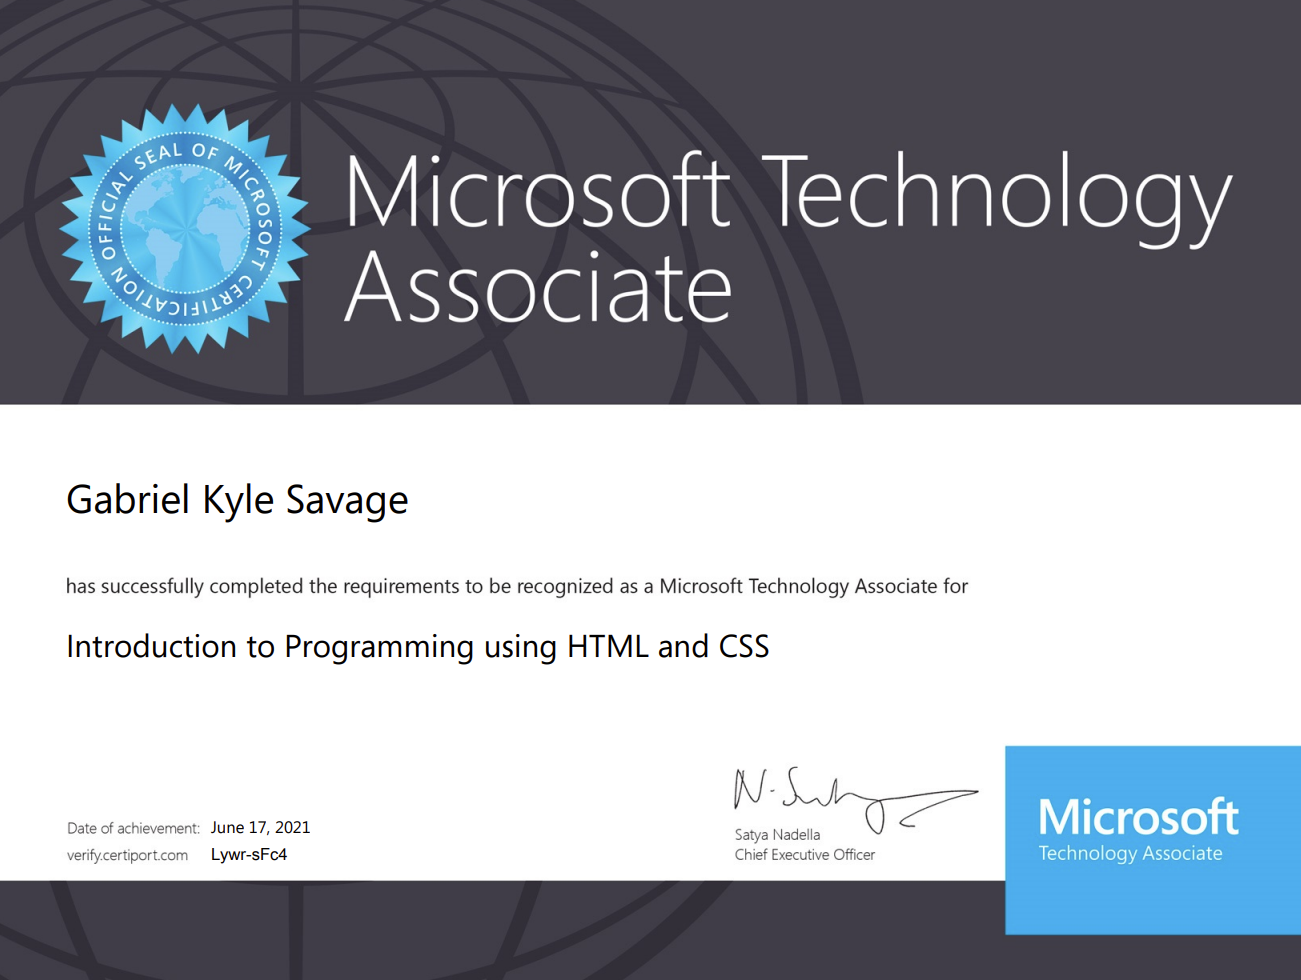 OFFICIAL SEAL OF MICROSOFT CERTIFICATION
Microsoft Technology
Associate
Gabriel Kyle Savage
has successfully completed the requirements to be recognized as a Microsoft Technology Associate for
Introduction to Programming using HTML and CSS
Date of achievement: June 17, 2021
verify.certiport.com Lywr-sFc4
N. Satya
Satya Nadella
Chief Executive Officer
Microsoft
Technology Associate